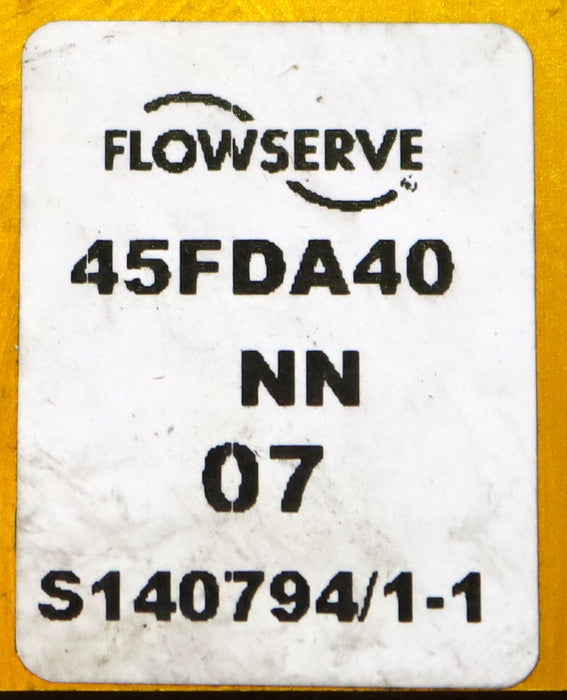 FLOWSERVE
45FDA40
NN
07
S140794/1-1